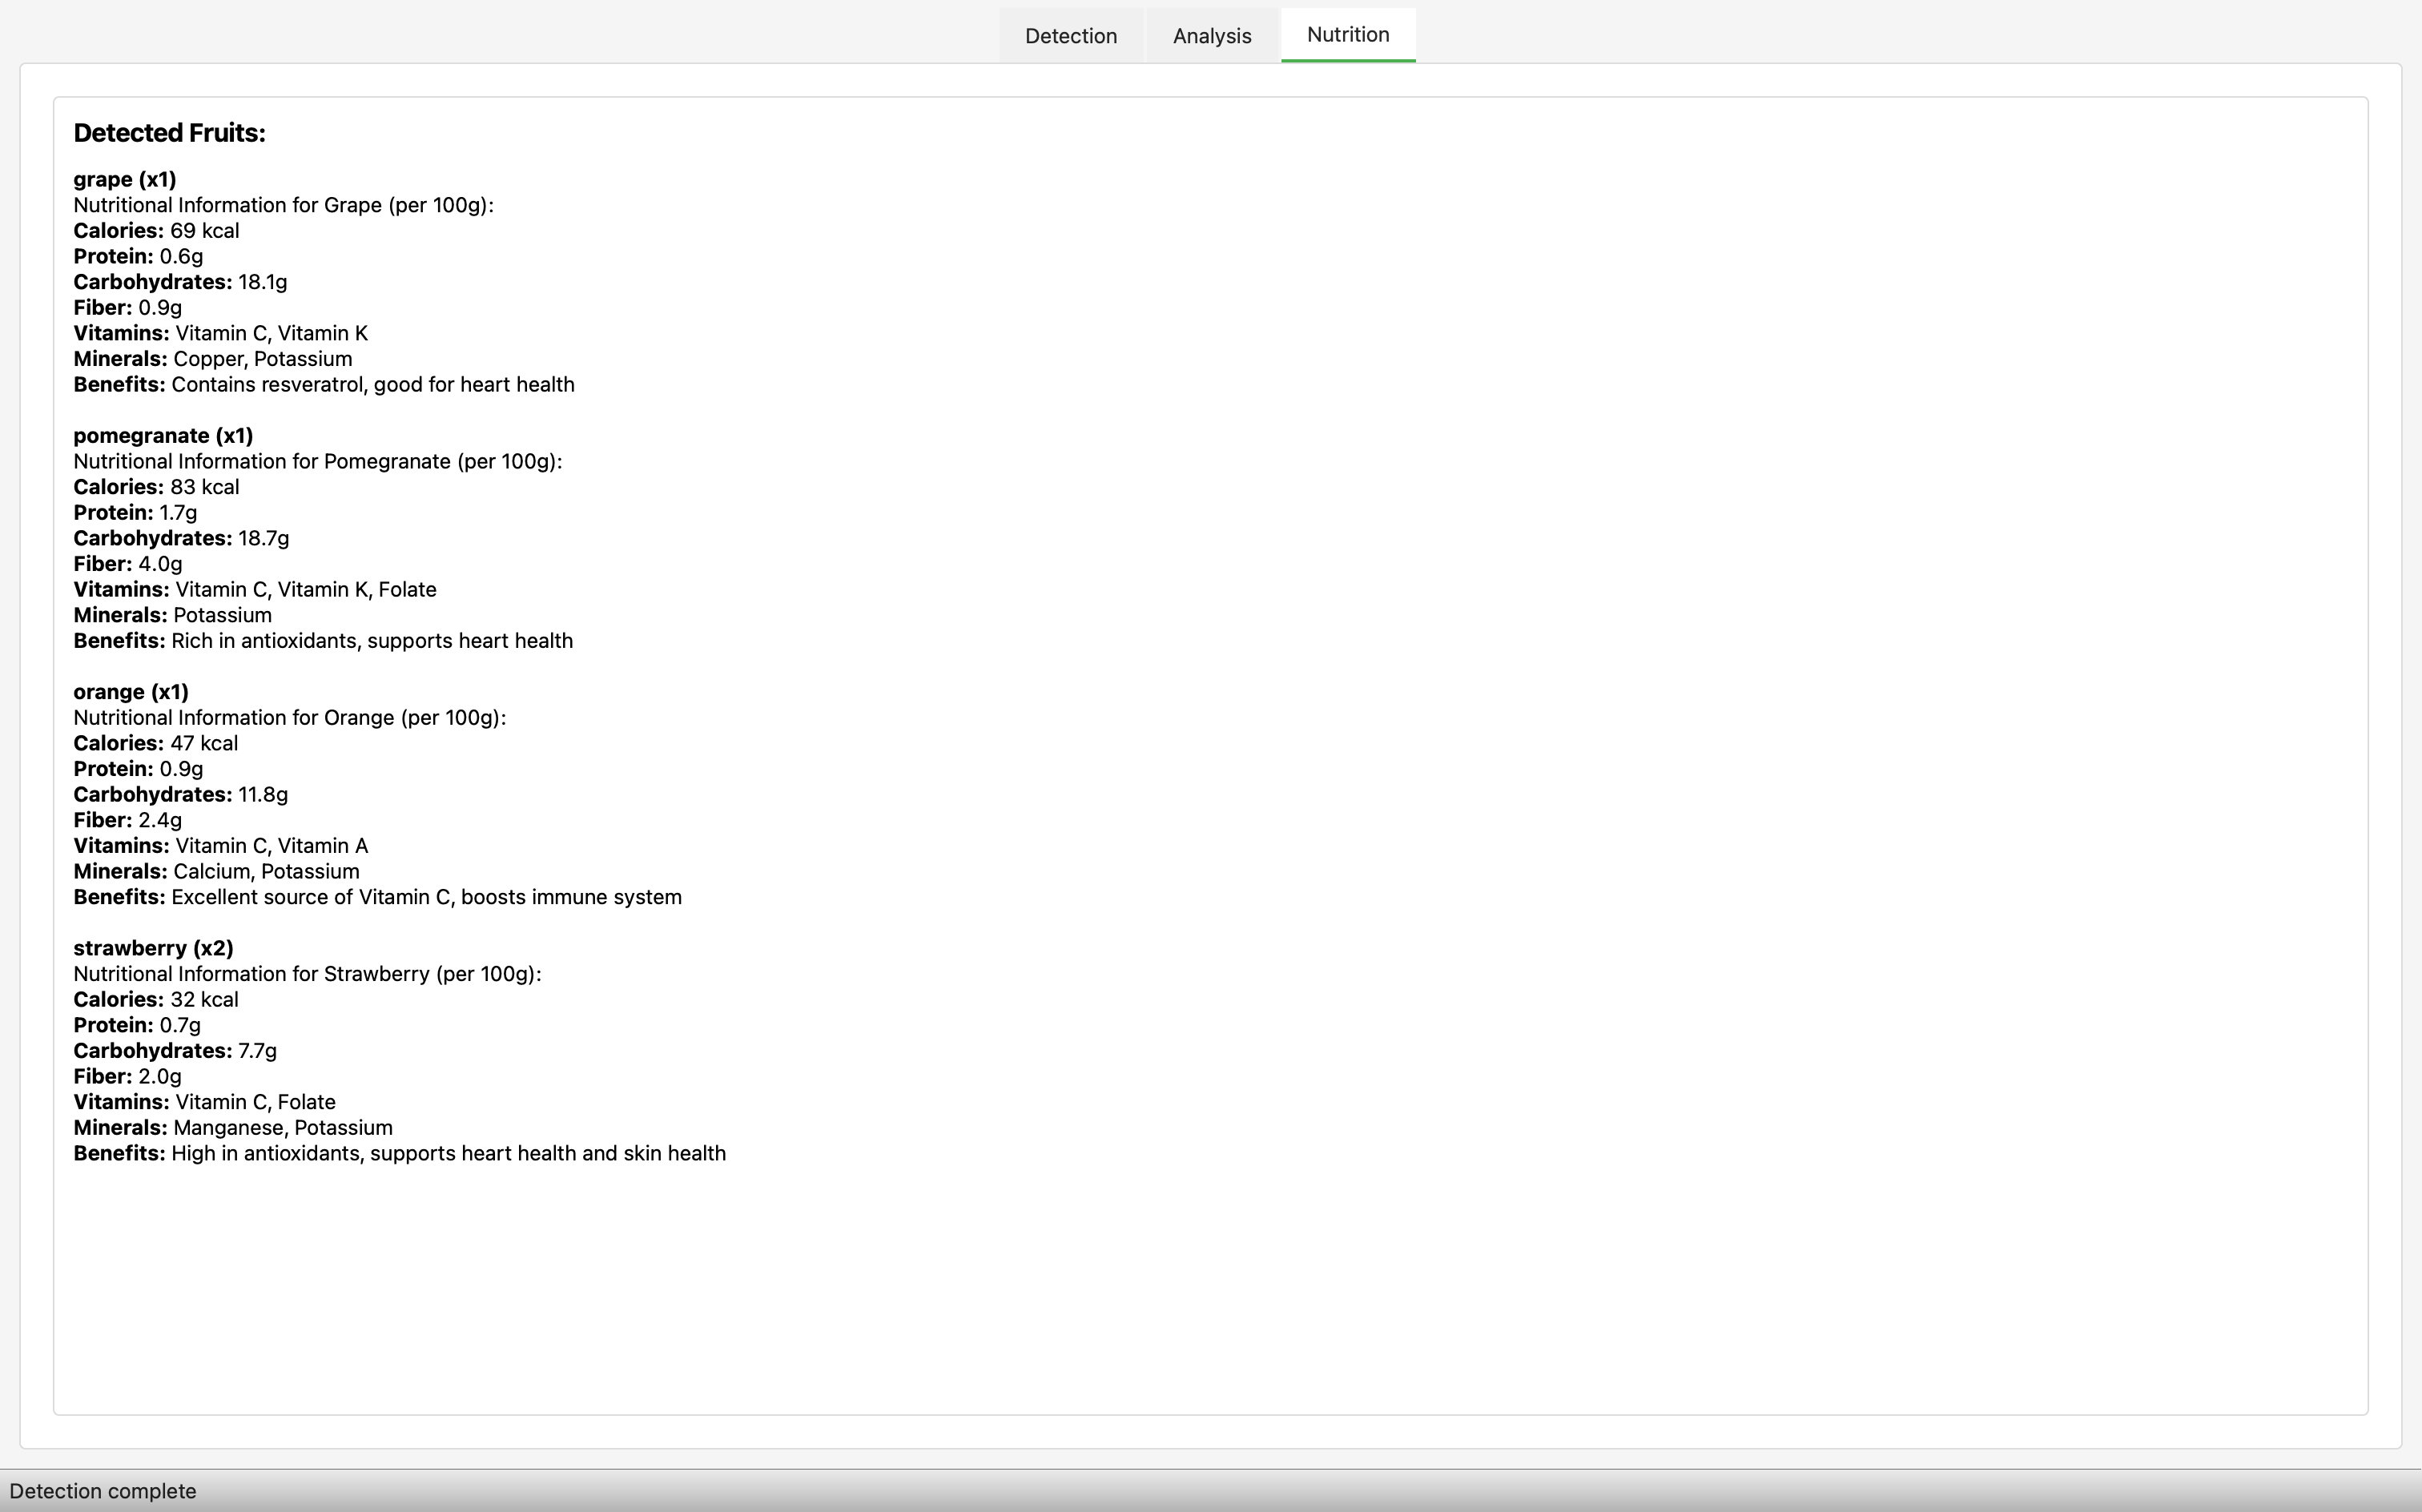 Detection
Analysis
Nutrition
Detected Fruits:
grape (x1)
Nutritional Information for Grape (per 100g):
Calories: 69 kcal
Protein: 0.6g
Carbohydrates: 18.1g
Fiber: 0.9g
Vitamins: Vitamin C, Vitamin K
Minerals: Copper, Potassium
Benefits: Contains resveratrol, good for heart health
pomegranate (x1)
Nutritional Information for Pomegranate (per 100g):
Calories: 83 kcal
Protein: 1.7g
Carbohydrates: 18.7g
Fiber: 4.0g
Vitamins: Vitamin C, Vitamin K, Folate
Minerals: Potassium
Benefits: Rich in antioxidants, supports heart health
orange (x1)
Nutritional Information for Orange (per 100g):
Calories: 47 kcal
Protein: 0.9g
Carbohydrates: 11.8g
Fiber: 2.4g
Vitamins: Vitamin C, Vitamin A
Minerals: Calcium, Potassium
Benefits: Excellent source of Vitamin C, boosts immune system
strawberry (x2)
Nutritional Information for Strawberry (per 100g):
Calories: 32 kcal
Protein: 0.7g
Carbohydrates: 7.7g
Fiber: 2.0g
Vitamins: Vitamin C, Folate
Minerals: Manganese, Potassium
Benefits: High in antioxidants, supports heart health and skin health
Detection complete